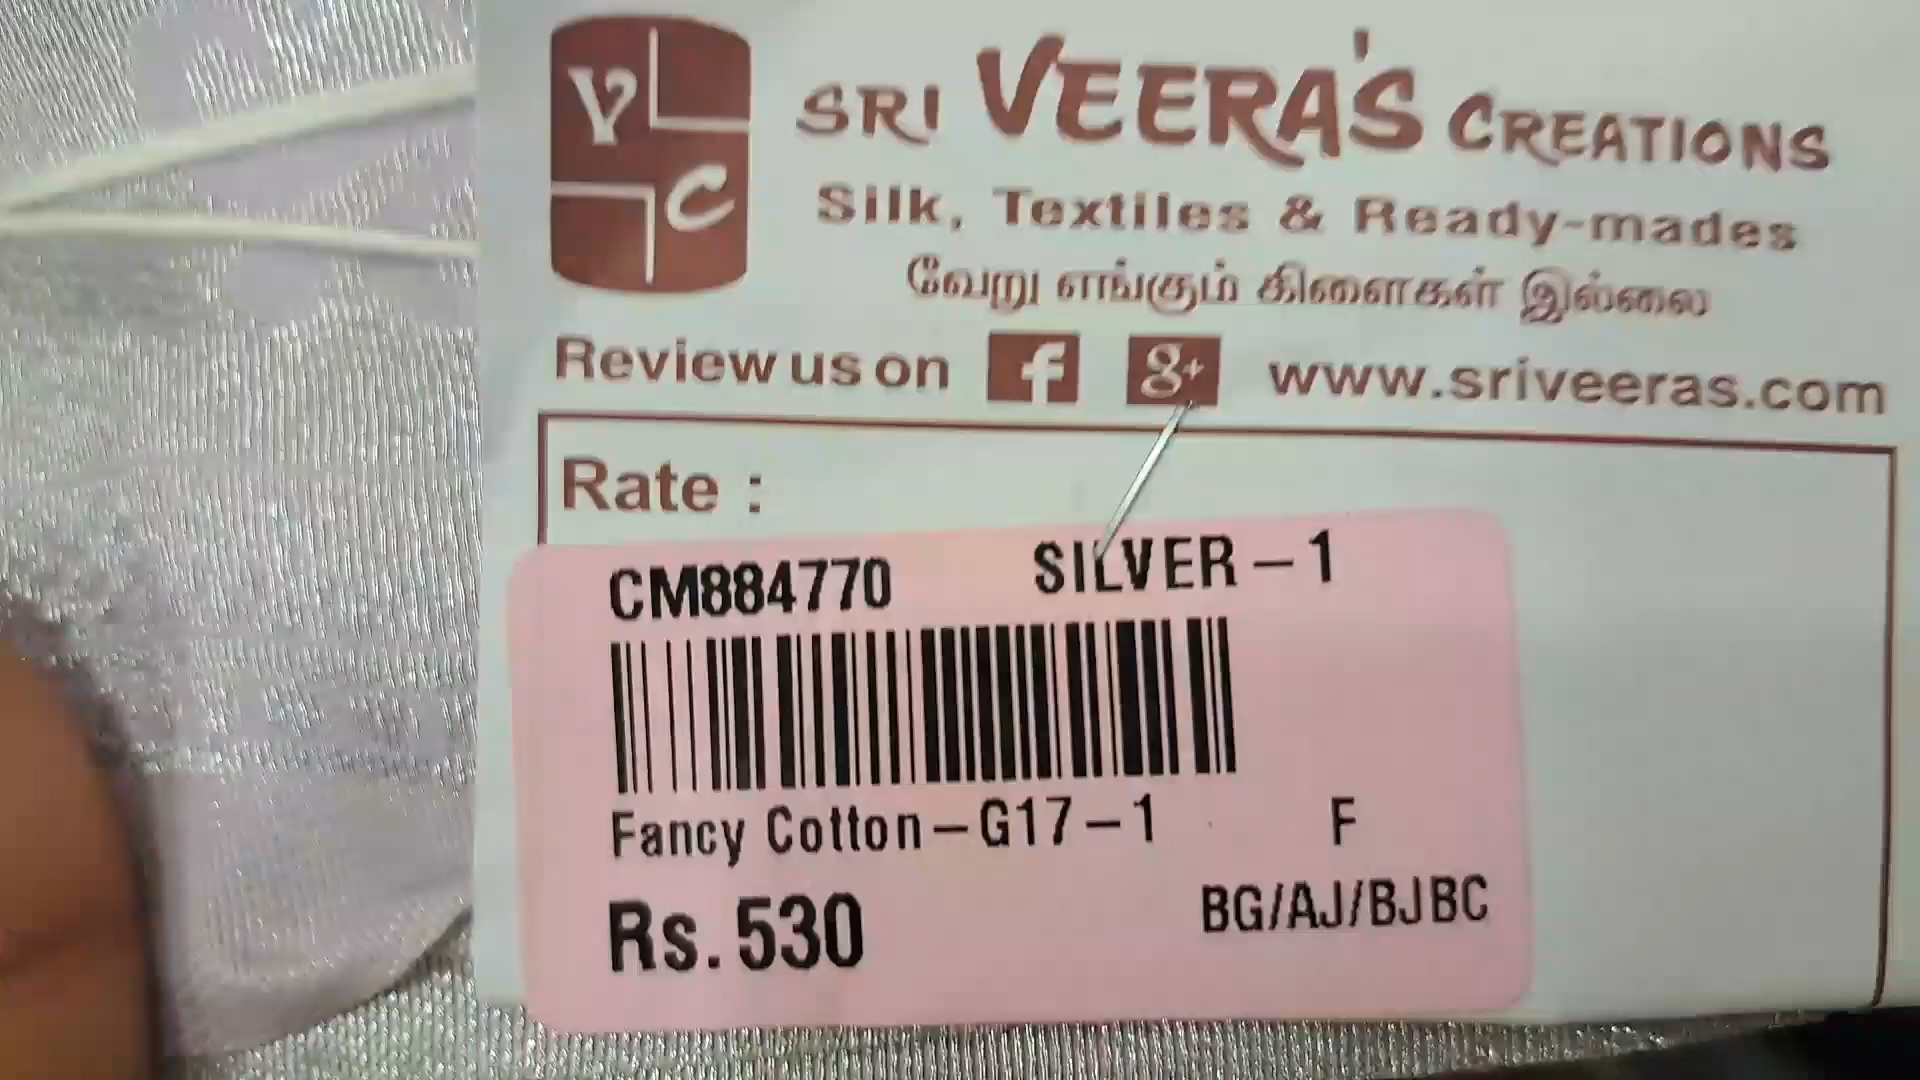 V
C
SRI VEERA'S CREATIONS
Silk, Textiles & Ready-mades
வேறு எங்கும் கிளைகள் இல்லை
Review us on f g+ www.sriveeras.com
Rate :
CM884770 SILVER-1
Fancy Cotton-G17-1 F
Rs.530 BG/AJ/BJBC